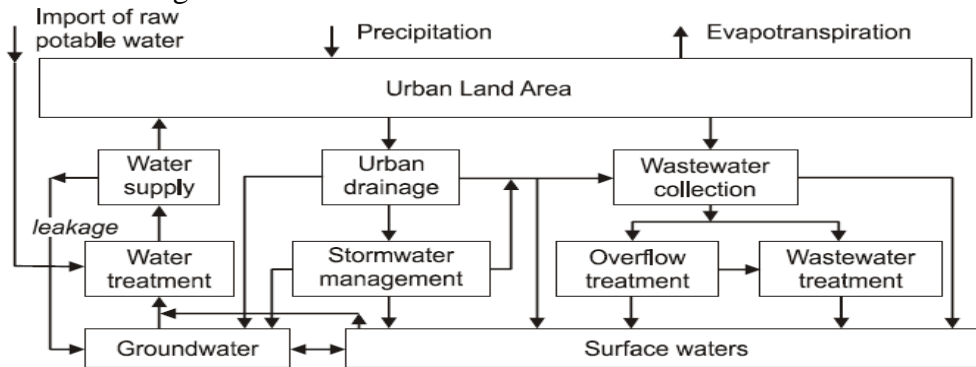 Import of raw
potable water
Precipitation
Evapotranspiration
Urban Land Area
Water
supply
Urban
drainage
Wastewater
collection
leakage
Water
treatment
Stormwater
management
Overflow
treatment
Wastewater
treatment
Groundwater
Surface waters